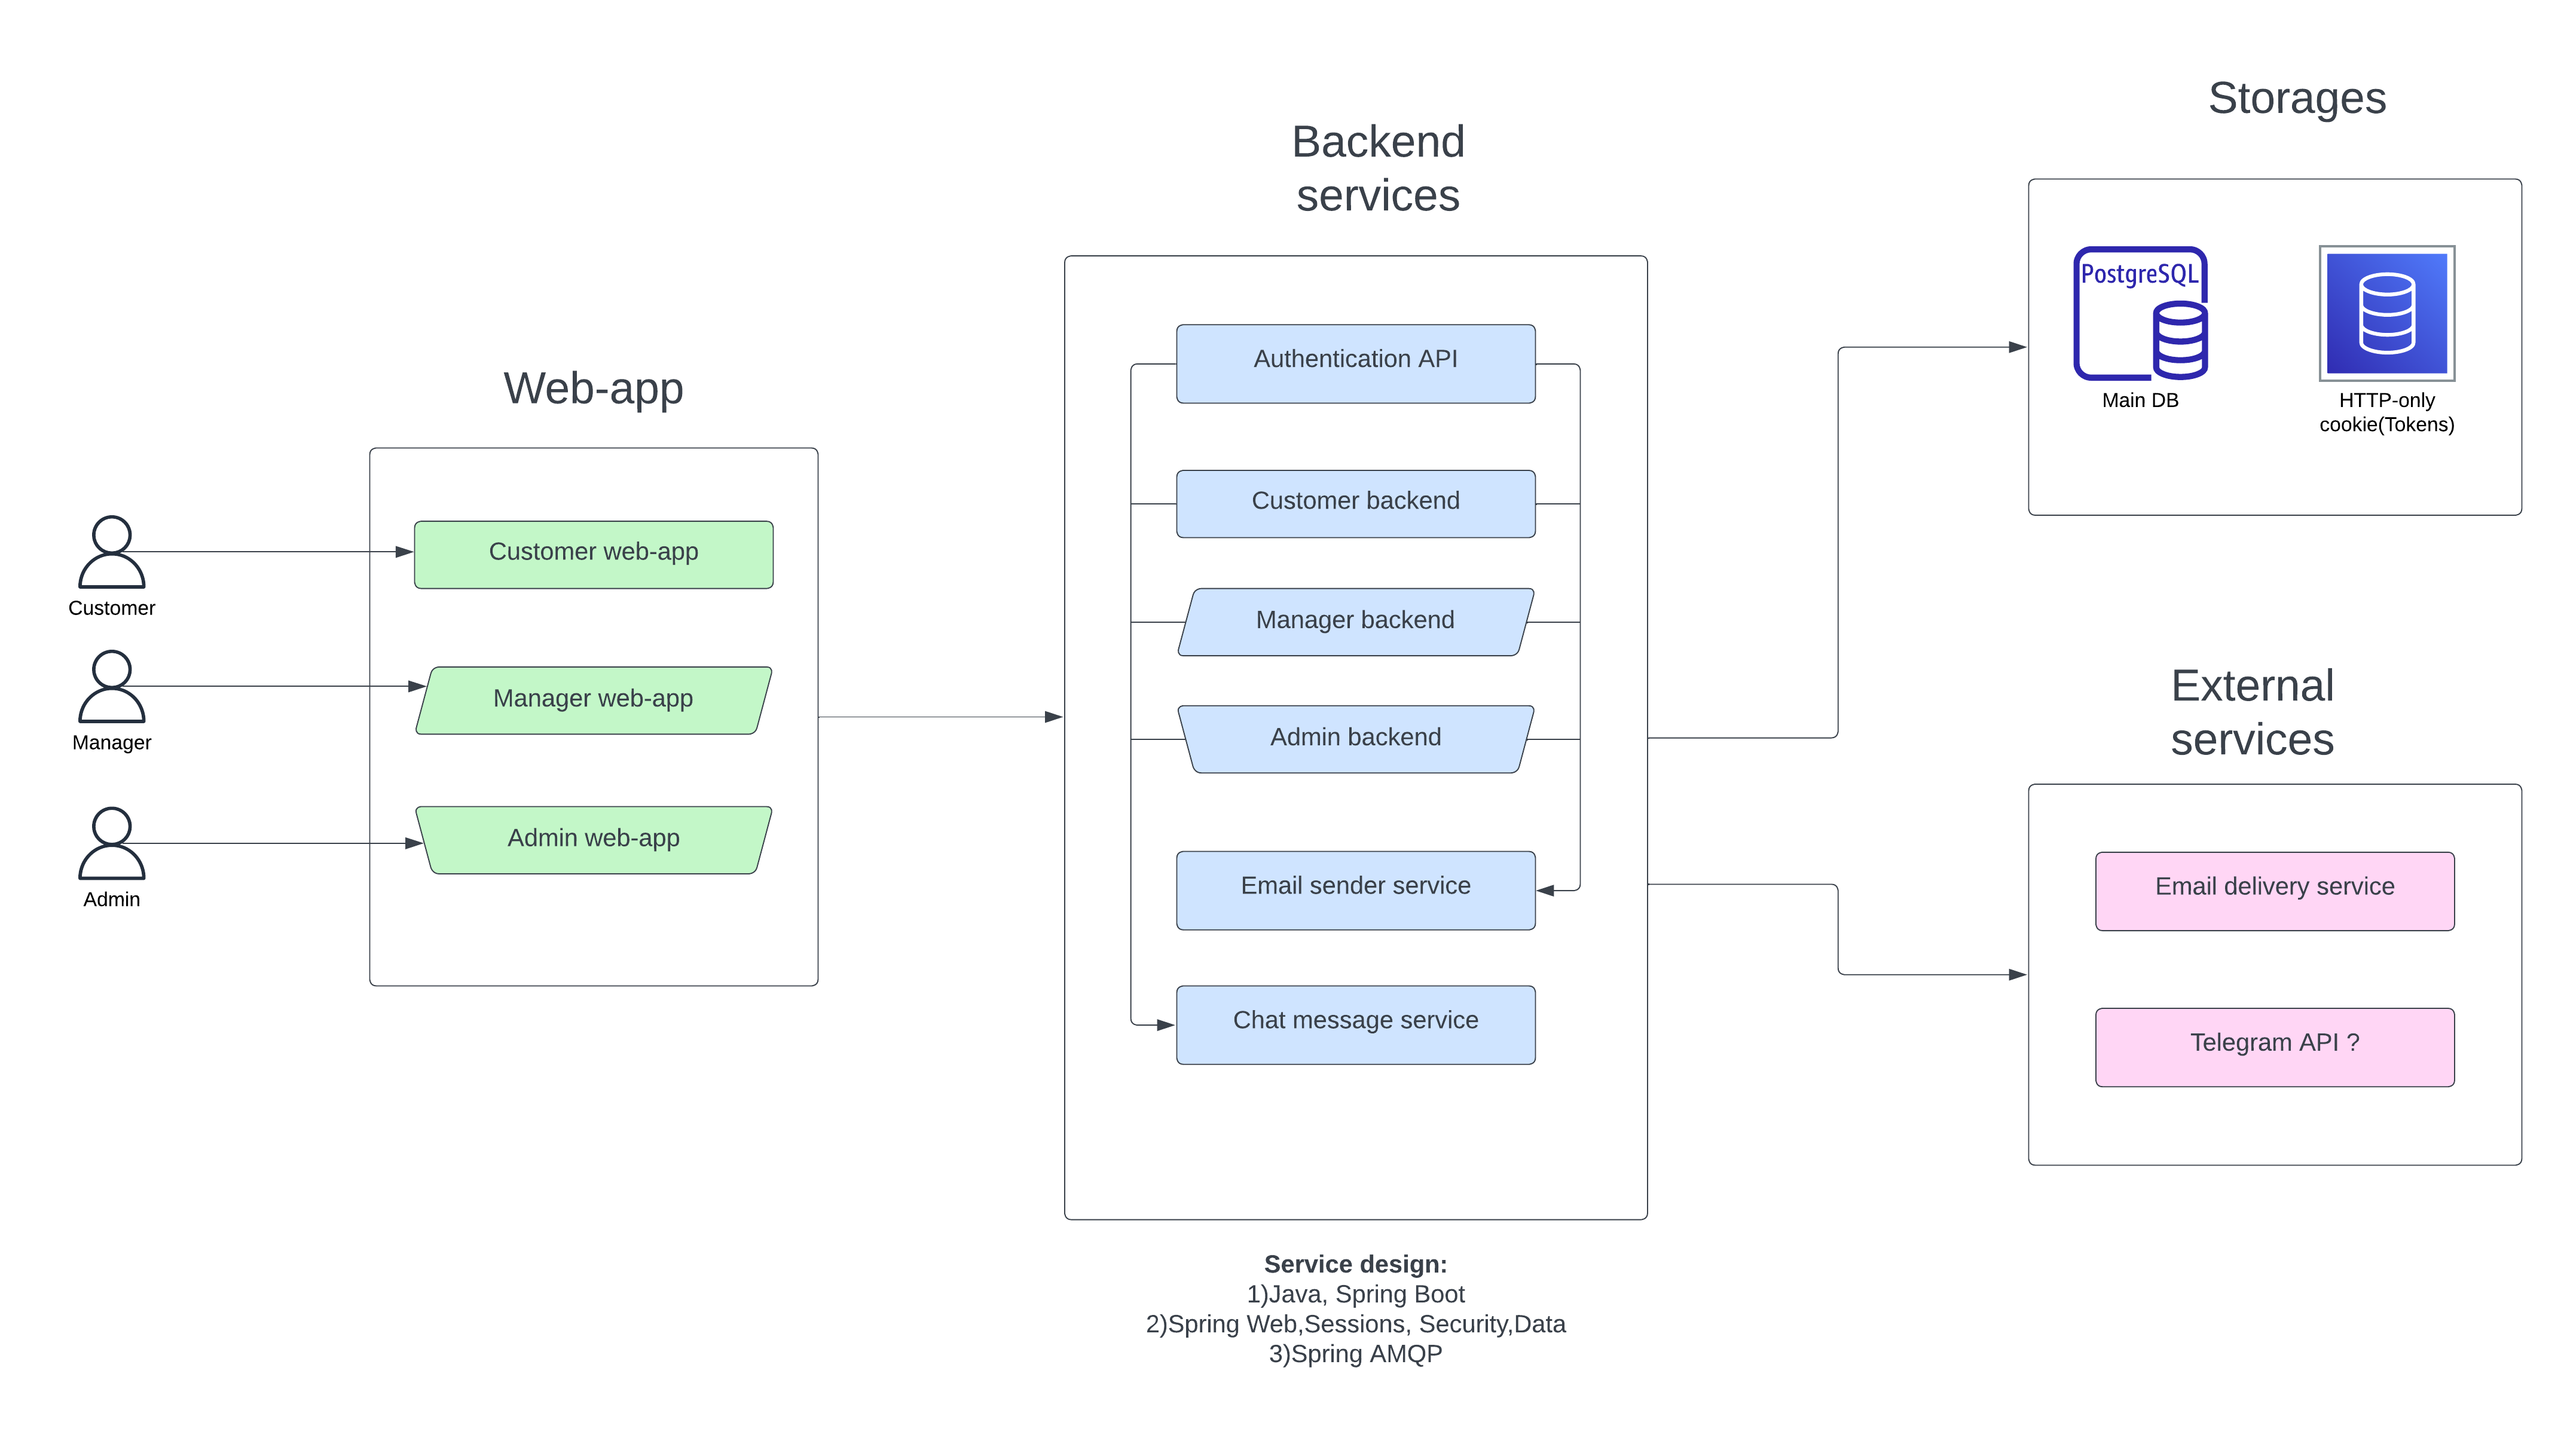 Storages
Backend
services
PostgreSQL
Main DB
HTTP-only
cookie(Tokens)
Web-app
Authentication API
Customer backend
Manager backend
Admin backend
Email sender service
Chat message service
Customer web-app
Manager web-app
Admin web-app
Customer
Manager
Admin
External
services
Email delivery service
Telegram API ?
Service design:
1)Java, Spring Boot
2)Spring Web,Sessions, Security,Data
3)Spring AMQP